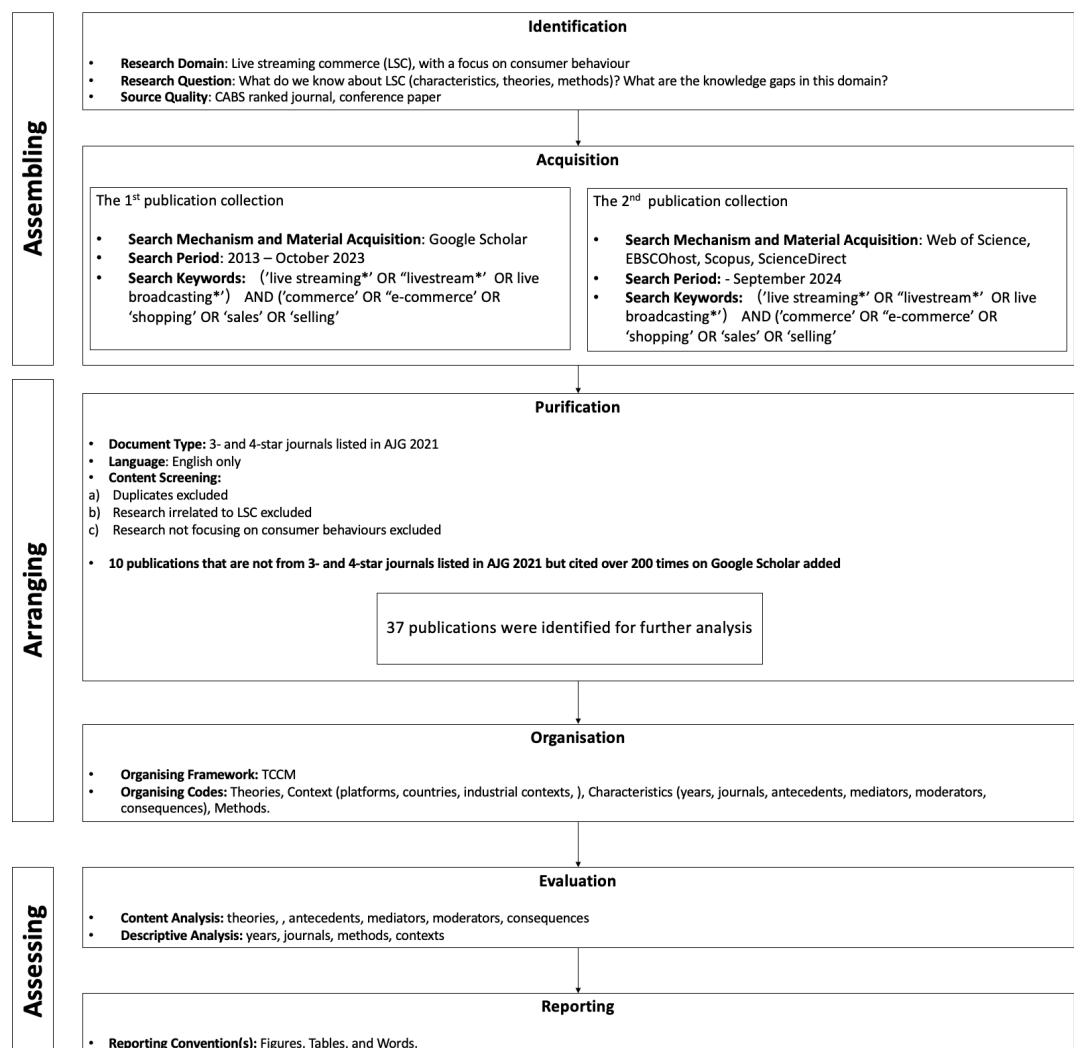 Assembling
Identification
• Research Domain: Live streaming commerce (LSC), with a focus on consumer behaviour
• Research Question: What do we know about LSC (characteristics, theories, methods)? What are the knowledge gaps in this domain?
• Source Quality: CABS ranked journal, conference paper
Acquisition
The 1st publication collection
• Search Mechanism and Material Acquisition: Google Scholar
• Search Period: 2013 – October 2023
• Search Keywords: (’live streaming*’ OR “livestream*’ OR live
broadcasting*’) AND (’commerce’ OR “e-commerce’ OR
‘shopping’ OR ‘sales’ OR ‘selling’
The 2nd publication collection
• Search Mechanism and Material Acquisition: Web of Science,
EBSCOhost, Scopus, ScienceDirect
• Search Period: - September 2024
• Search Keywords: (’live streaming*’ OR “livestream*’ OR live
broadcasting*’) AND (’commerce’ OR “e-commerce’ OR
‘shopping’ OR ‘sales’ OR ‘selling’
Arranging
Purification
• Document Type: 3- and 4-star journals listed in AJG 2021
• Language: English only
• Content Screening:
a) Duplicates excluded
b) Research irrelated to LSC excluded
c) Research not focusing on consumer behaviours excluded
• 10 publications that are not from 3- and 4-star journals listed in AJG 2021 but cited over 200 times on Google Scholar added
37 publications were identified for further analysis
Organisation
• Organising Framework: TCCM
• Organising Codes: Theories, Context (platforms, countries, industrial contexts, ), Characteristics (years, journals, antecedents, mediators, moderators,
consequences), Methods.
Assessing
Evaluation
• Content Analysis: theories, , antecedents, mediators, moderators, consequences
• Descriptive Analysis: years, journals, methods, contexts
Reporting
• Reporting Convention(s): Figures, Tables, and Words.